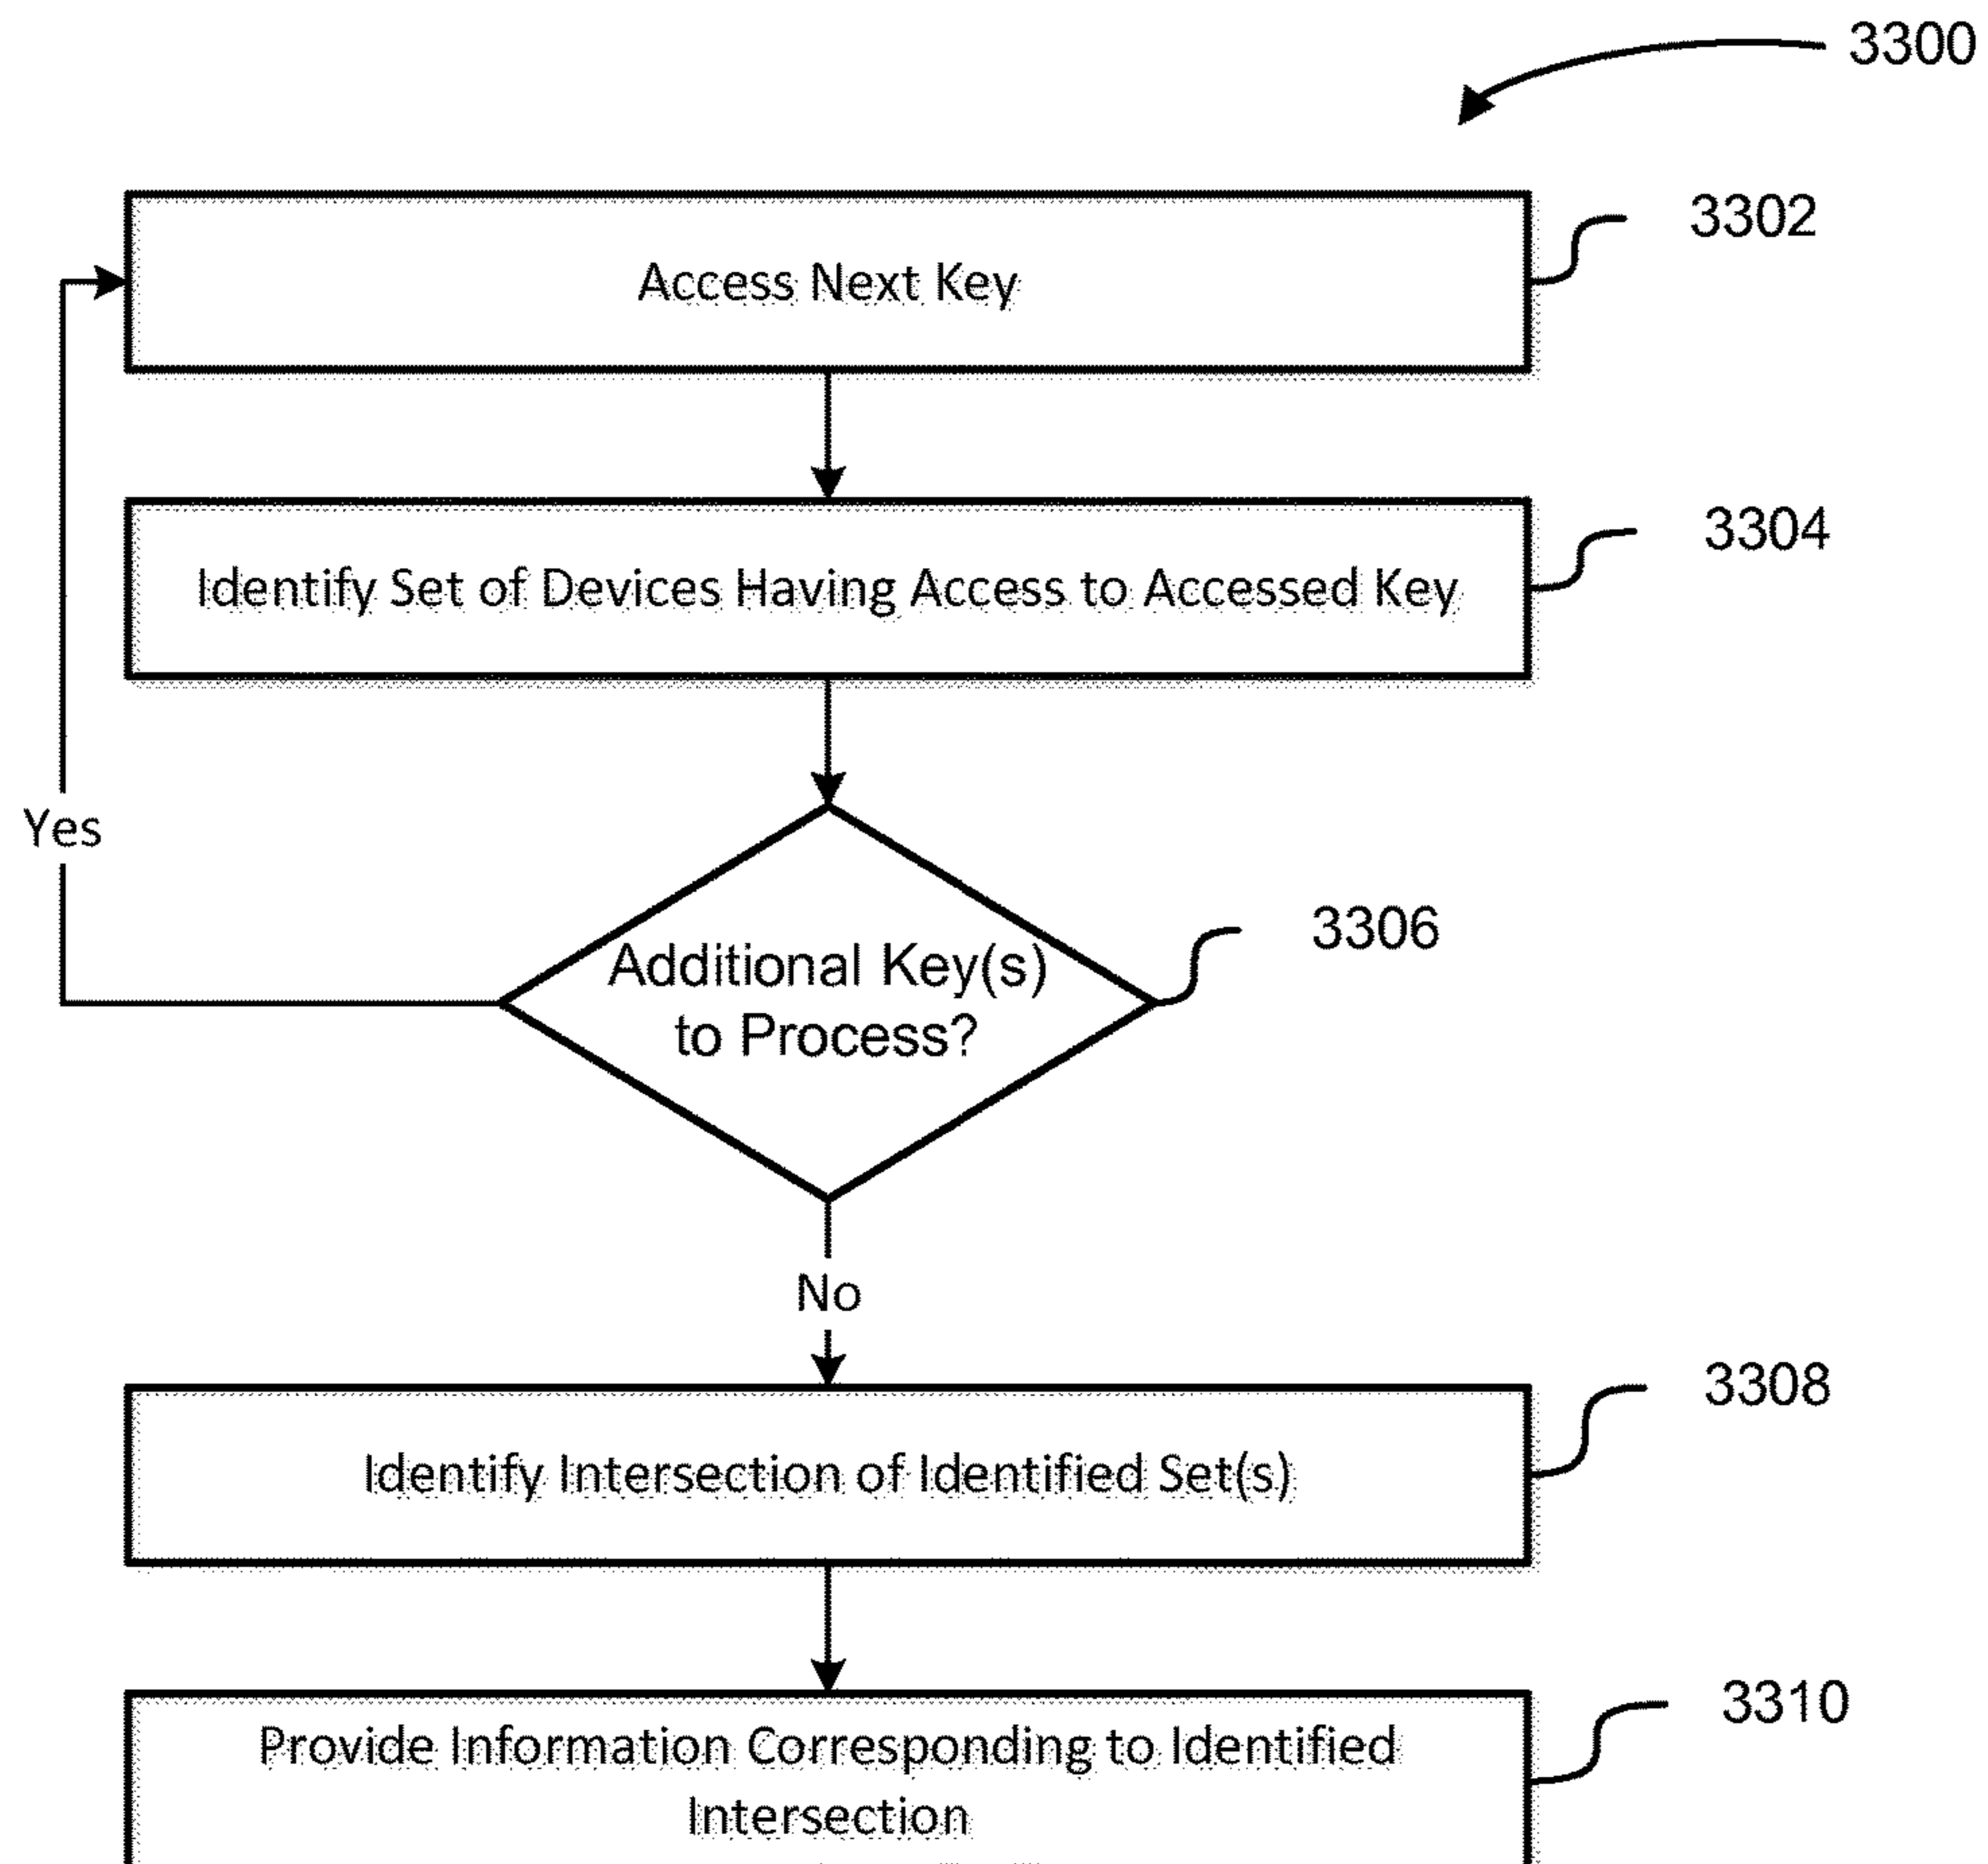 3300
3302
Access Next Key
3304
Identify Set of Devices Having Access to Accessed Key
Yes
3306
Additional Key(s)
to Process?
No
3308
Identify Intersection of Identified Set(s)
3310
Provide Information Corresponding to Identified
Intersection